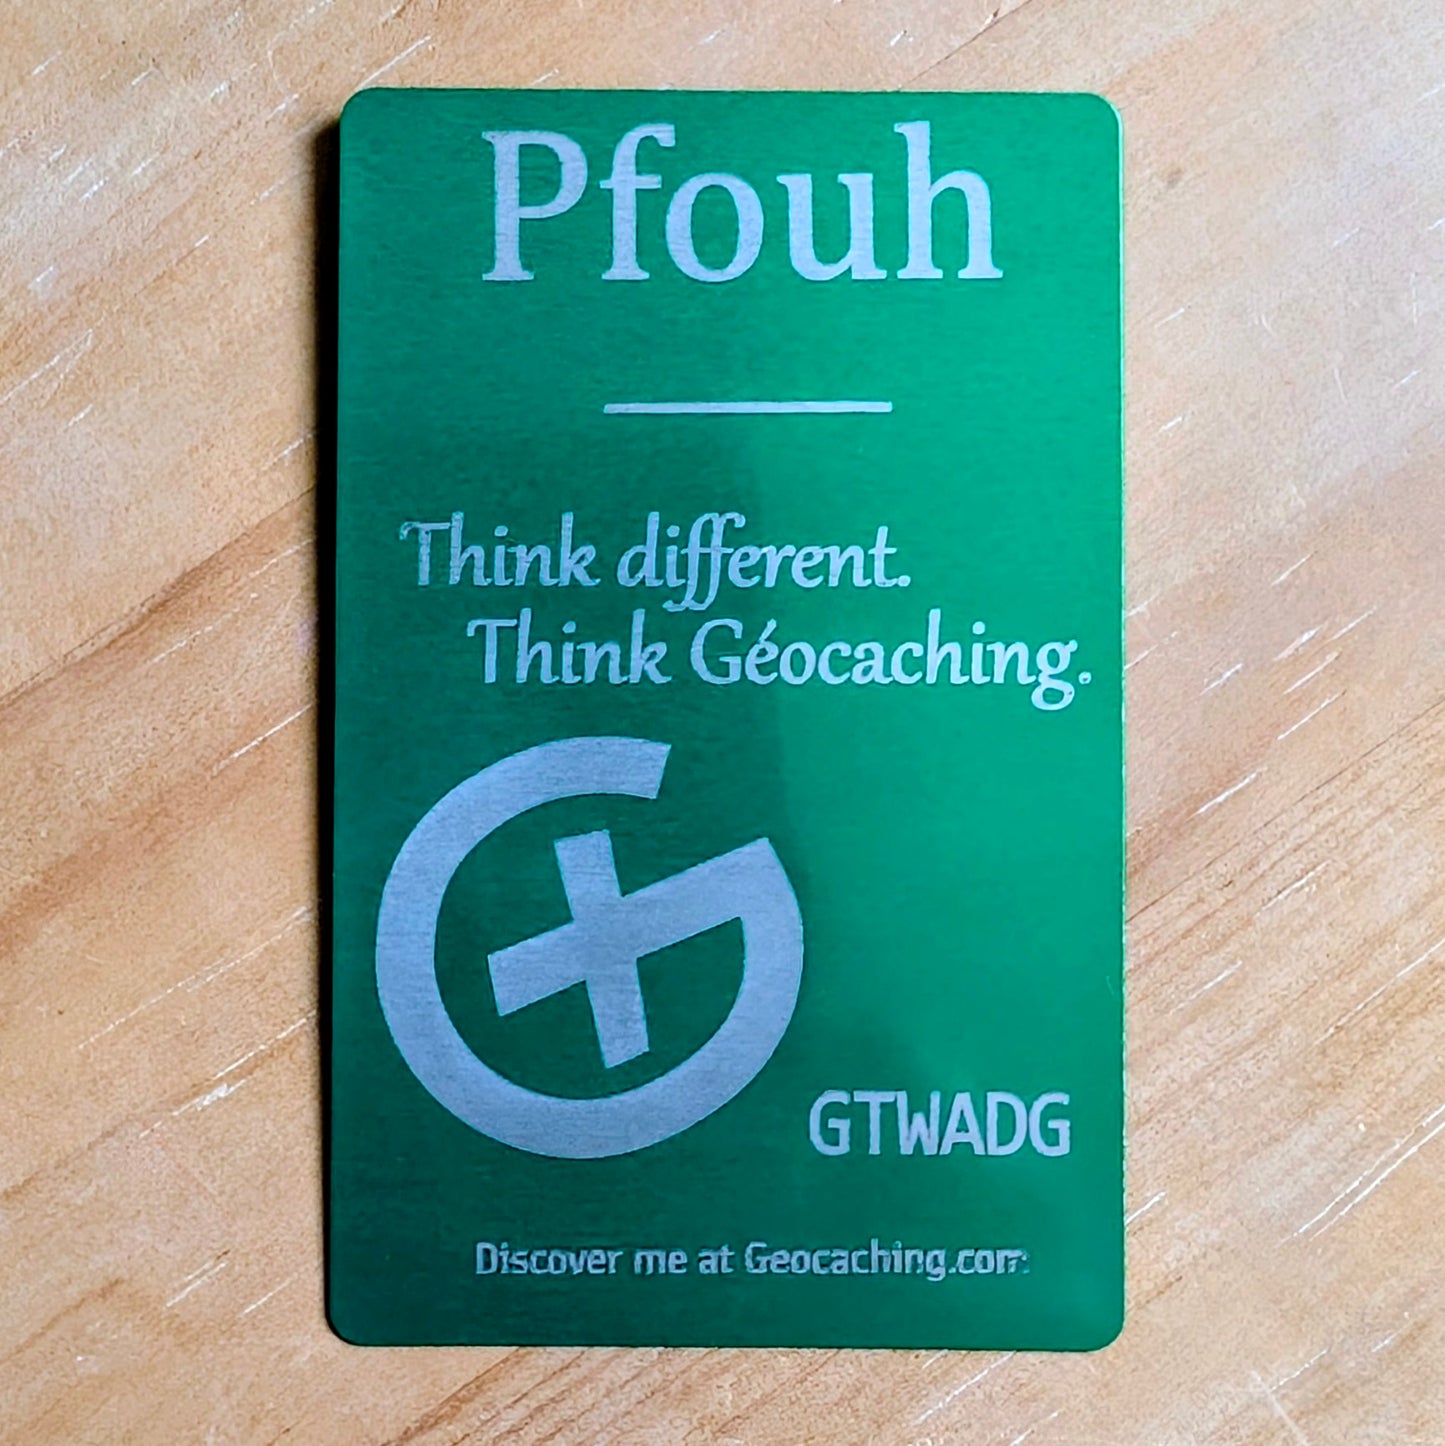 Pfouh
Think different.
Think Géocaching.
GTWADG
Discover me at Geocaching.com